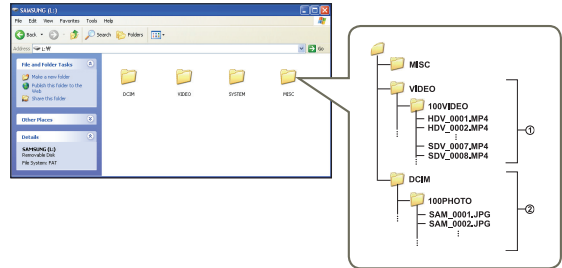 SAMSUNG (L:)
File Edit View Favorites Tools Help
Back Search Folders
Address L:\ Go
File and Folder Tasks
Make a new folder
Publish this folder to the Web
Share this folder
Other Places
Details
SAMSUNG (L:)
Removable Disk
File System: FAT
DCIM VIDEO SYSTEM MISC
MISC
VIDEO
100VIDEO
HDV_0001.MP4
HDV_0002.MP4
SDV_0007.MP4
SDV_0008.MP4
①
DCIM
100PHOTO
SAM_0001.JPG
SAM_0002.JPG
②